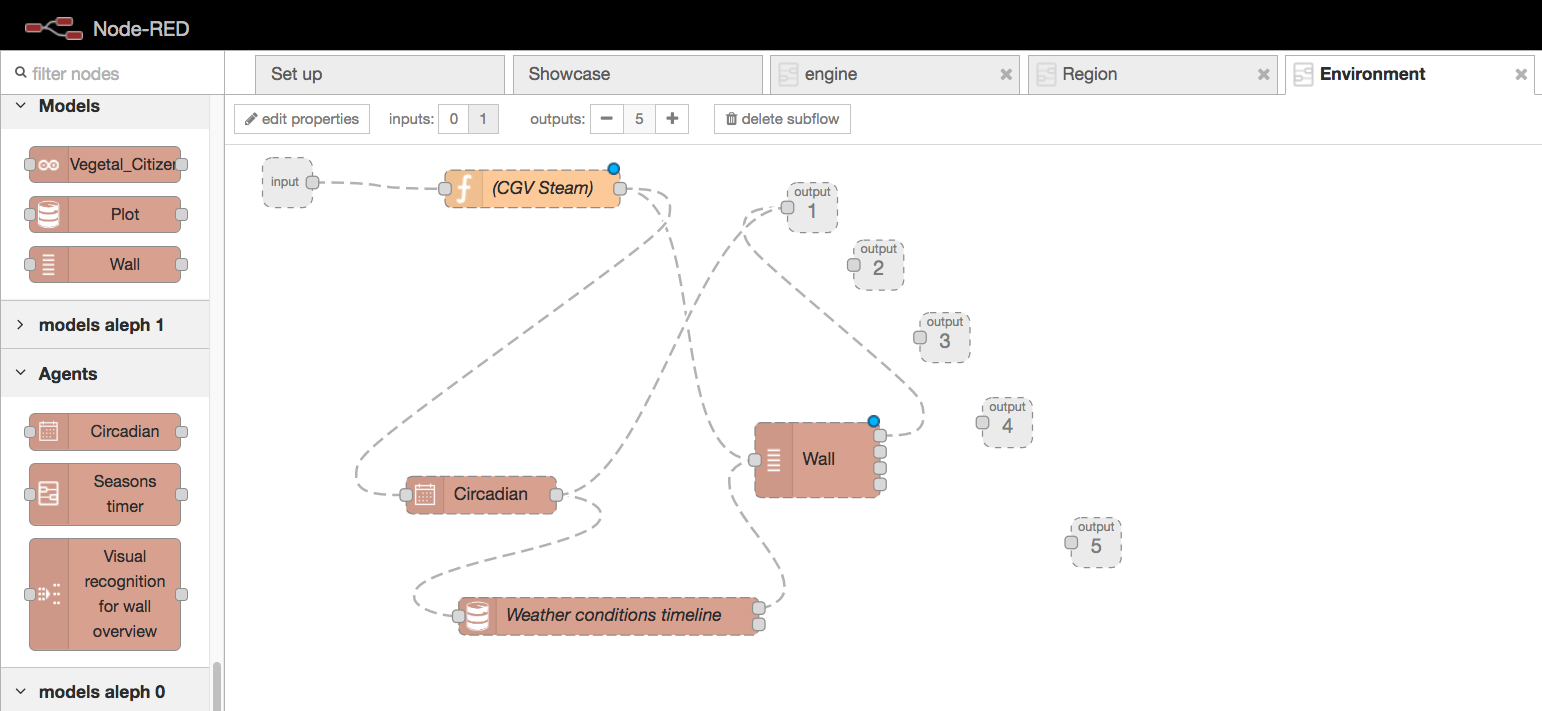 Node-RED
filter nodes
Set up
Showcase
engine
Region
Environment
edit properties
inputs:
0
1
outputs:
5
delete subflow
Models
Vegetal_Citizen
Plot
Wall
models aleph 1
Agents
Circadian
Seasons
timer
Visual
recognition
for wall
overview
models aleph 0
input
(CGV Steam)
output
1
output
2
output
3
output
4
output
5
Wall
Circadian
Weather conditions timeline